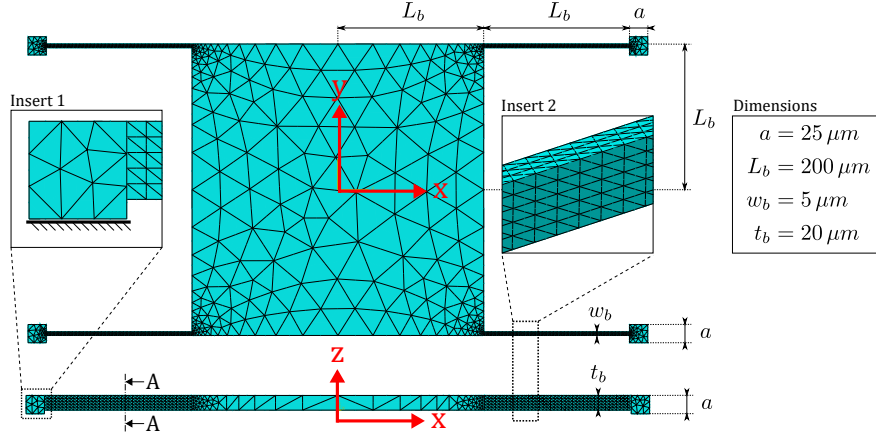 L_b
L_b
a
Insert 1
y
x
Insert 2
L_b
Dimensions
a = 25 μm
L_b = 200 μm
w_b = 5 μm
t_b = 20 μm
w_b
a
z
A
t_b
a
A
x